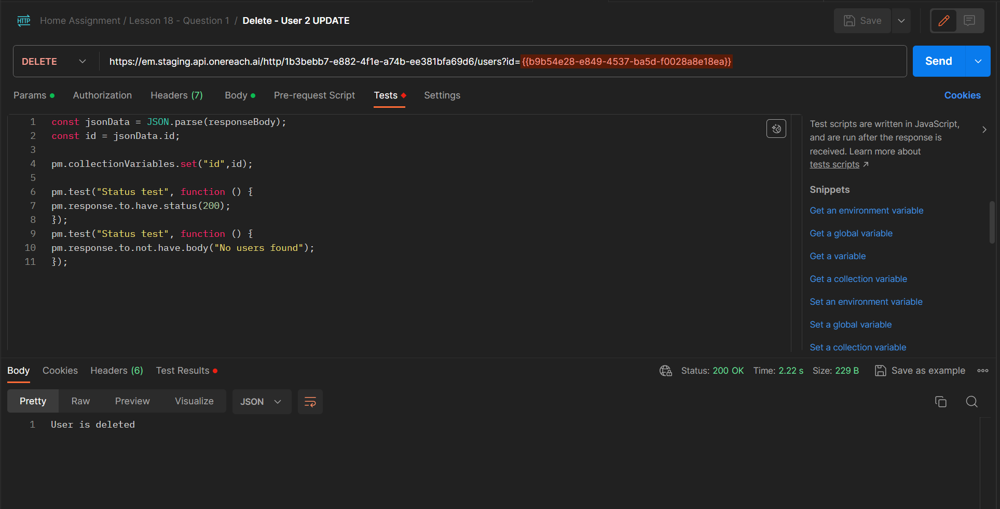 HTTP Home Assignment / Lesson 18 - Question 1 / Delete - User 2 UPDATE Save
DELETE https://em.staging.api.onereach.ai/http/1b3bebb7-e882-4f1e-a74b-ee381bfa69d6/users?id={{b9b54e28-e849-4537-ba5d-f0028a8e18ea}} Send
Params Authorization Headers (7) Body Pre-request Script Tests Settings Cookies
1 const jsonData = JSON.parse(responseBody);
2 const id = jsonData.id;
3
4 pm.collectionVariables.set("id",id);
5
6 pm.test("Status test", function () {
7 pm.response.to.have.status(200);
8 });
9 pm.test("Status test", function () {
10 pm.response.to.not.have.body("No users found");
11 });
Test scripts are written in JavaScript,
and are run after the response is
received. Learn more about
tests scripts ↗
Snippets
Get an environment variable
Get a global variable
Get a variable
Get a collection variable
Set an environment variable
Set a global variable
Set a collection variable
Body Cookies Headers (6) Test Results Status: 200 OK Time: 2.22 s Size: 229 B Save as example
Pretty Raw Preview Visualize JSON
1 User is deleted